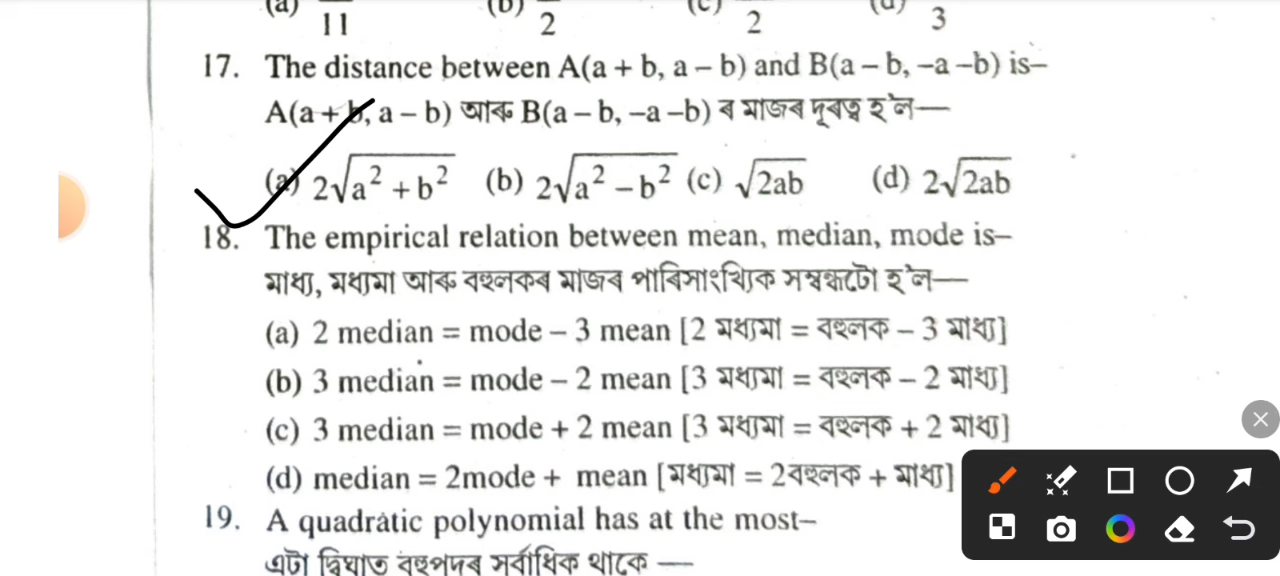 (a) 11 (b) 2 (c) 2 (d) 3
17. The distance between A(a + b, a – b) and B(a – b, –a –b) is–
A(a + b, a – b) আৰু B(a – b, –a –b) ৰ মাজৰ দূৰত্ব হ'ল—
(a) 2√(a² + b²) (b) 2√(a² – b²) (c) √2ab (d) 2√2ab
18. The empirical relation between mean, median, mode is–
মাধ্য, মধ্যমা আৰু বহুলকৰ মাজৰ পাৰিসাংখ্যিক সম্বন্ধটো হ'ল—
(a) 2 median = mode – 3 mean [2 মধ্যমা = বহুলক – 3 মাধ্য]
(b) 3 median = mode – 2 mean [3 মধ্যমা = বহুলক – 2 মাধ্য]
(c) 3 median = mode + 2 mean [3 মধ্যমা = বহুলক + 2 মাধ্য]
(d) median = 2mode + mean [মধ্যমা = 2বহুলক + মাধ্য]
19. A quadratic polynomial has at the most–
এটা দ্বিঘাত বহুপদৰ সৰ্বাধিক থাকে —